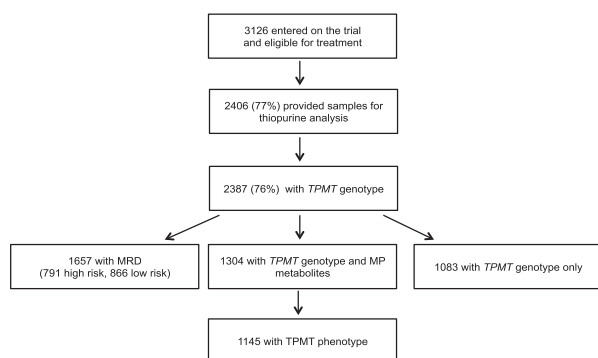 3126 entered on the trial
and eligible for treatment
2406 (77%) provided samples for
thiopurine analysis
2387 (76%) with TPMT genotype
1657 with MRD
(791 high risk, 866 low risk)
1304 with TPMT genotype and MP
metabolites
1083 with TPMT genotype only
1145 with TPMT phenotype